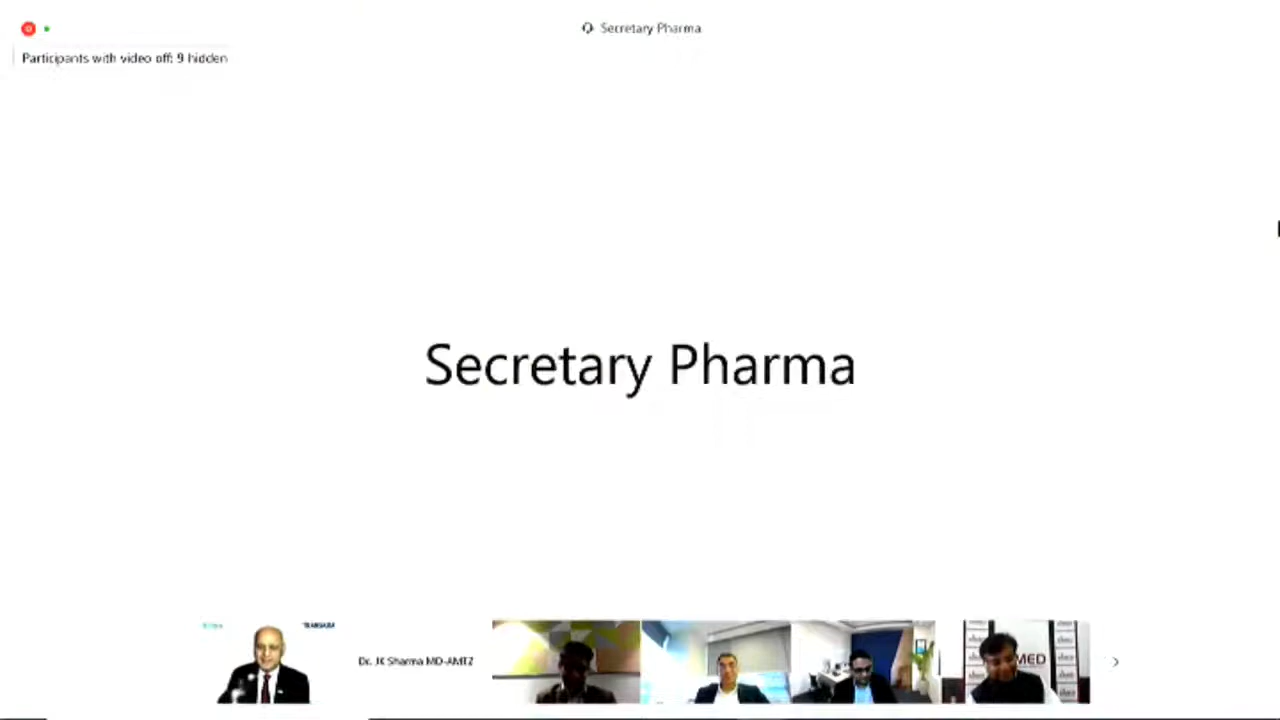 Secretary Pharma
Participants with video off: 9 hidden
Secretary Pharma
Dr. JK Sharma MD-AMTZ
MED